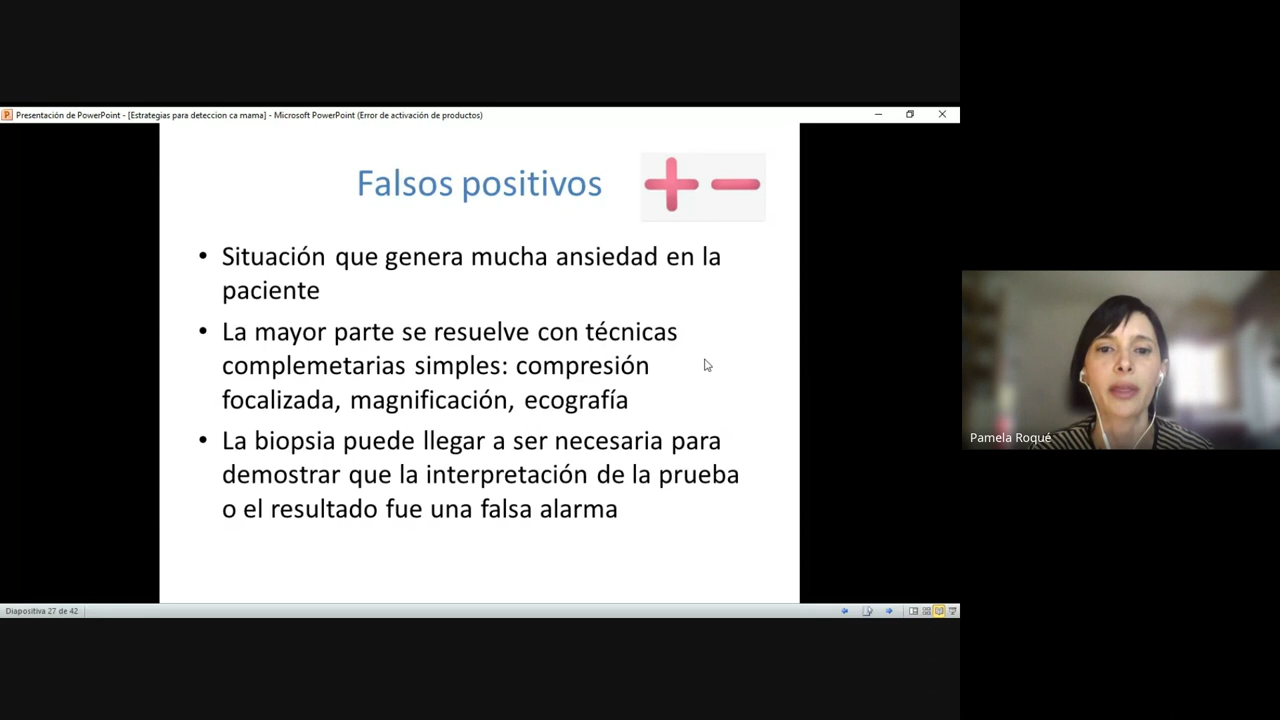 Presentación de PowerPoint - [Estrategias para deteccion ca mama] - Microsoft PowerPoint (Error de activación de productos)
Falsos positivos
• Situación que genera mucha ansiedad en la
paciente
• La mayor parte se resuelve con técnicas
complemetarias simples: compresión
focalizada, magnificación, ecografía
• La biopsia puede llegar a ser necesaria para
demostrar que la interpretación de la prueba
o el resultado fue una falsa alarma
Pamela Roqué
Diapositiva 27 de 42